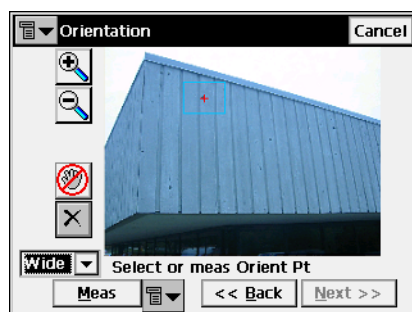 Orientation Cancel
Wide Select or meas Orient Pt
Meas << Back Next >>